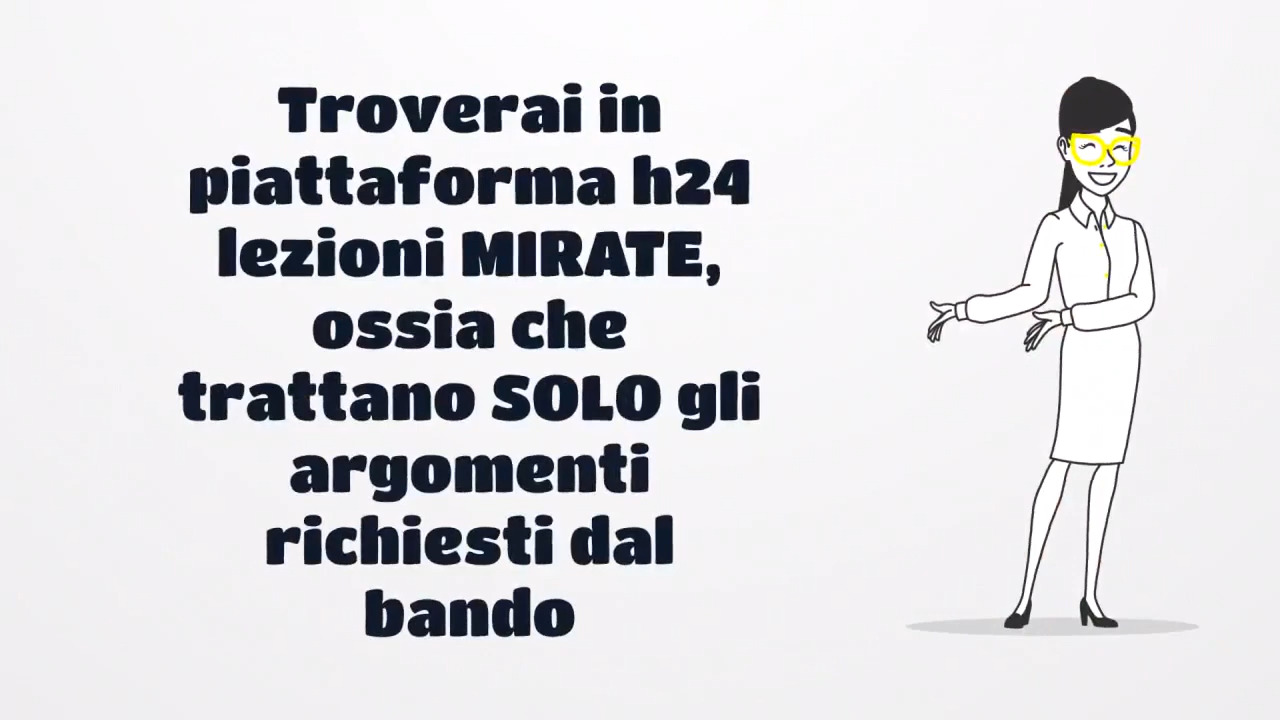 Troverai in
piattaforma h24
lezioni MIRATE,
ossia che
trattano SOLO gli
argomenti
richiesti dal
bando